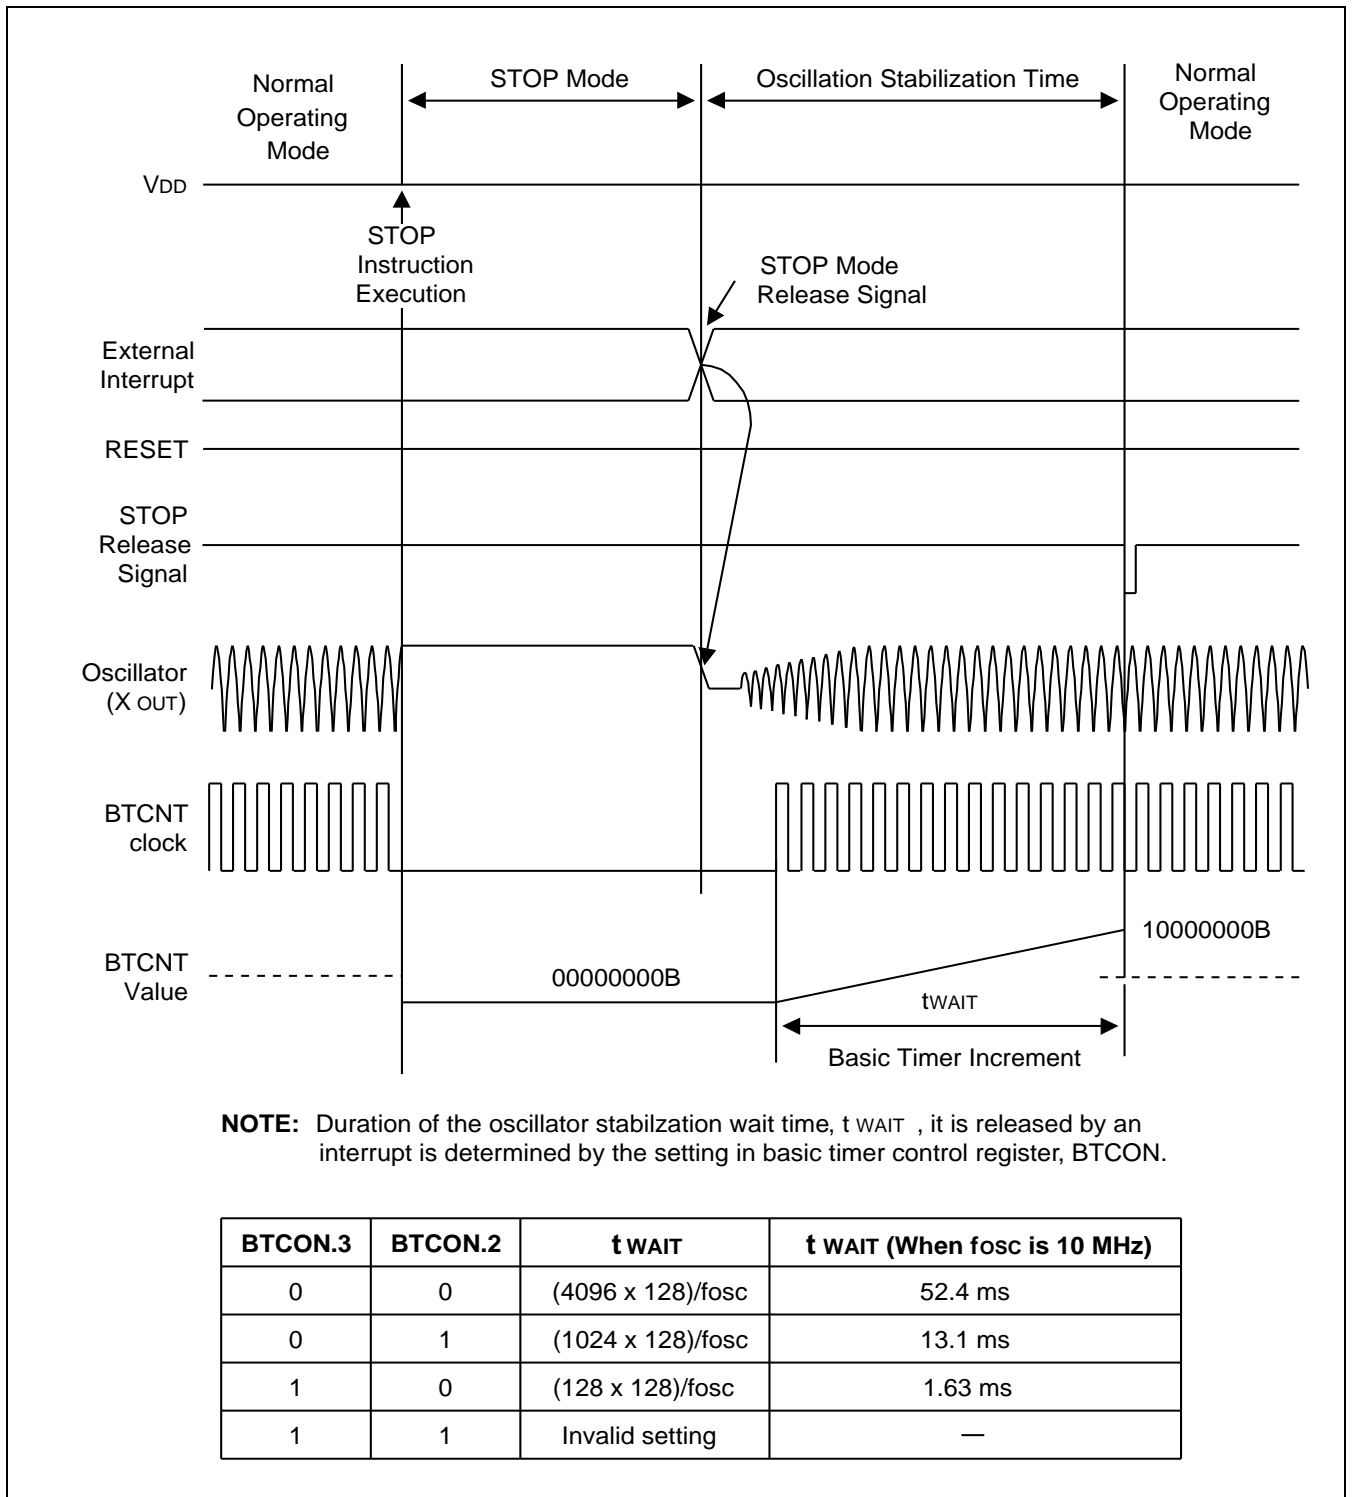 Normal
Operating
Mode
STOP Mode
Oscillation Stabilization Time
Normal
Operating
Mode
VDD
STOP
Instruction
Execution
STOP Mode
Release Signal
External
Interrupt
RESET
STOP
Release
Signal
Oscillator
(X OUT)
BTCNT
clock
BTCNT
Value
00000000B
10000000B
tWAIT
Basic Timer Increment
NOTE: Duration of the oscillator stabilzation wait time, t WAIT , it is released by an
interrupt is determined by the setting in basic timer control register, BTCON.
BTCON.3 BTCON.2 t WAIT t WAIT (When fosc is 10 MHz)
0 0 (4096 x 128)/fosc 52.4 ms
0 1 (1024 x 128)/fosc 13.1 ms
1 0 (128 x 128)/fosc 1.63 ms
1 1 Invalid setting —